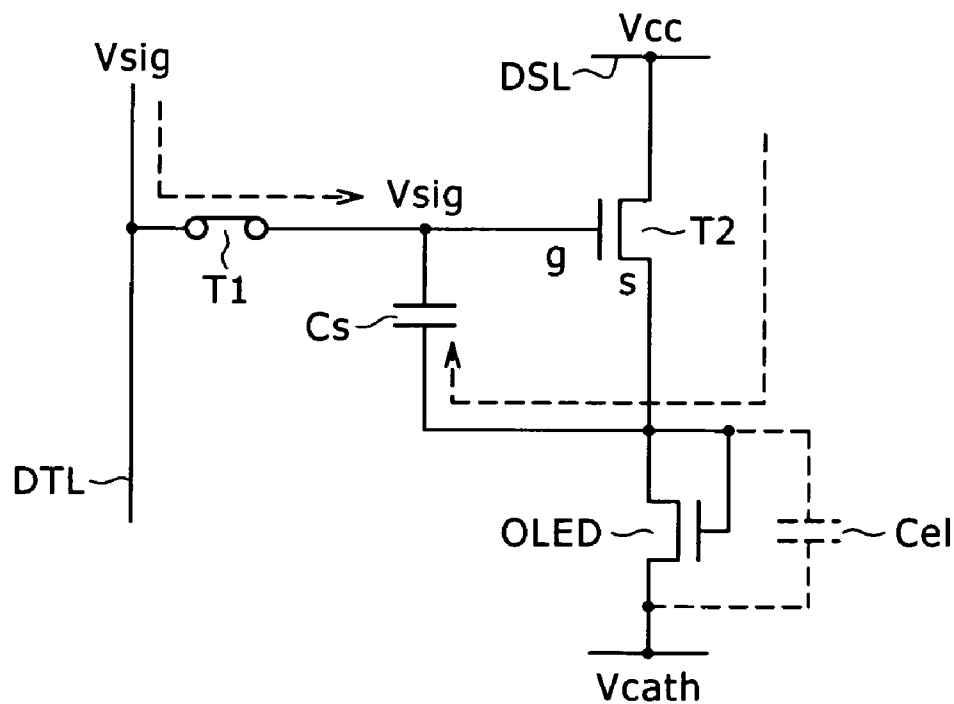 Vcc
Vsig
DSL
Vsig
T2
g
s
T1
Cs
DTL
OLED
Cel
Vcath